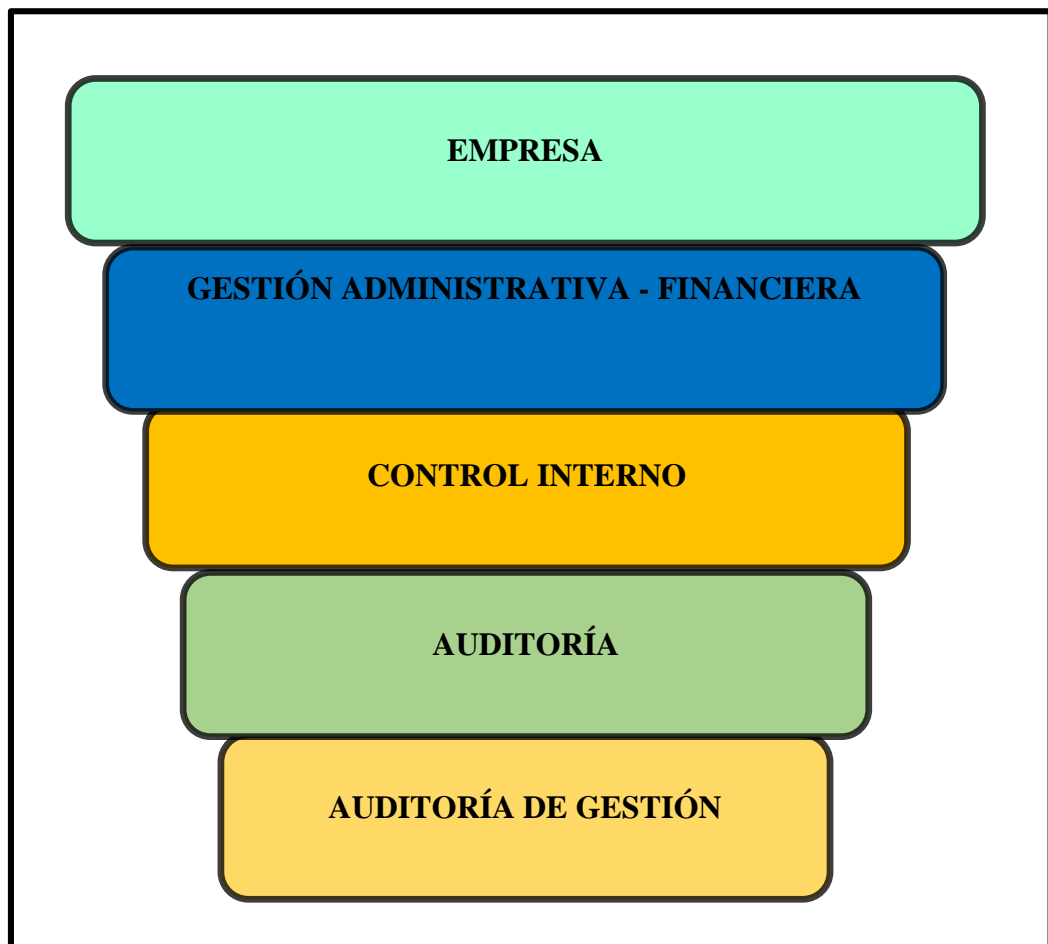 EMPRESA
GESTIÓN ADMINISTRATIVA - FINANCIERA
CONTROL INTERNO
AUDITORÍA
AUDITORÍA DE GESTIÓN